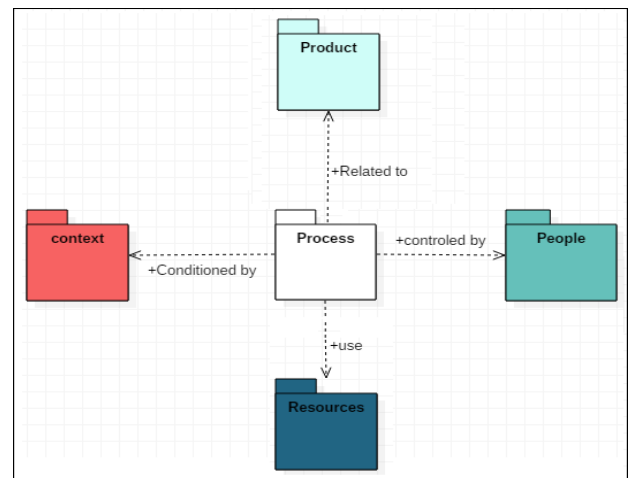 Product
+Related to
context
Process
People
+controled by
+Conditioned by
+use
Resources